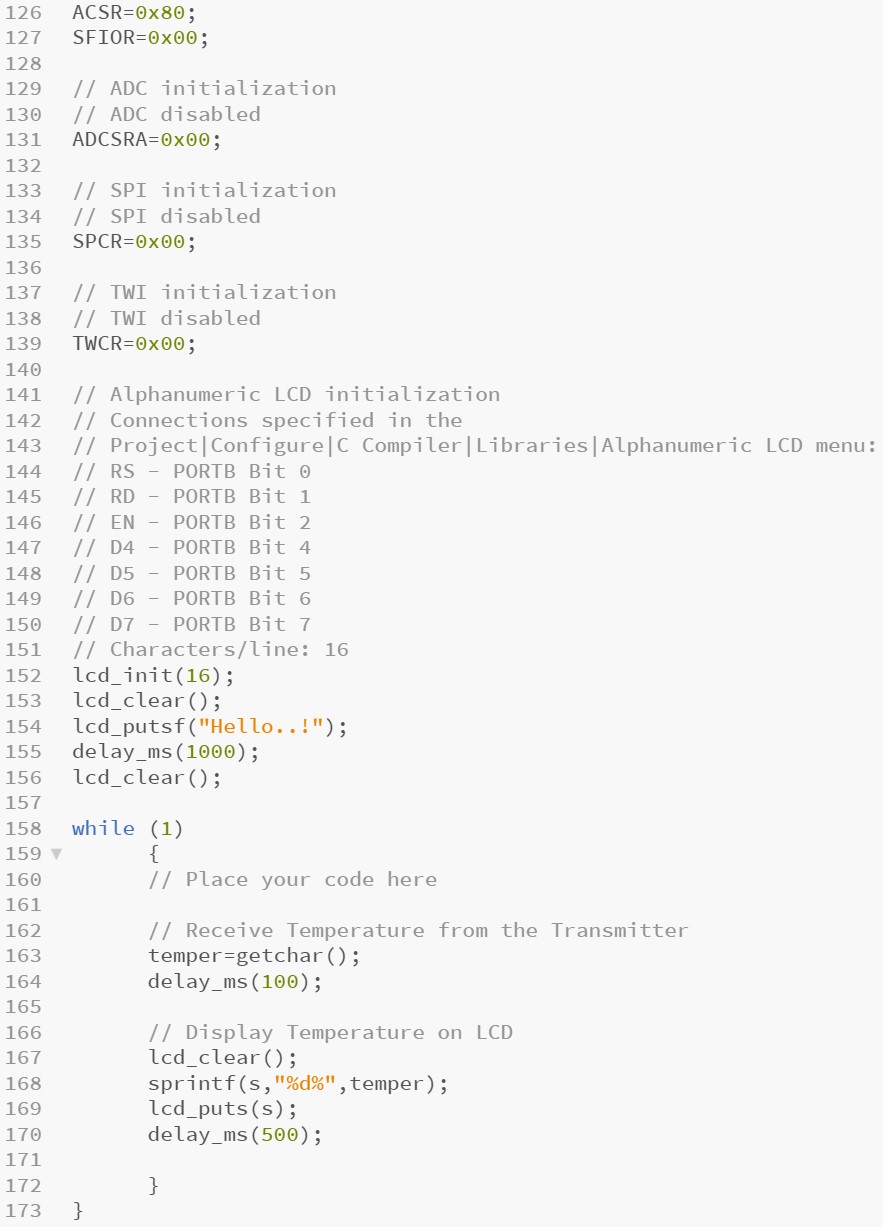 126 ACSR=0x80;
127 SFIOR=0x00;
128
129 // ADC initialization
130 // ADC disabled
131 ADCSRA=0x00;
132
133 // SPI initialization
134 // SPI disabled
135 SPCR=0x00;
136
137 // TWI initialization
138 // TWI disabled
139 TWCR=0x00;
140
141 // Alphanumeric LCD initialization
142 // Connections specified in the
143 // Project|Configure|C Compiler|Libraries|Alphanumeric LCD menu:
144 // RS - PORTB Bit 0
145 // RD - PORTB Bit 1
146 // EN - PORTB Bit 2
147 // D4 - PORTB Bit 4
148 // D5 - PORTB Bit 5
149 // D6 - PORTB Bit 6
150 // D7 - PORTB Bit 7
151 // Characters/line: 16
152 lcd_init(16);
153 lcd_clear();
154 lcd_putsf("Hello..!");
155 delay_ms(1000);
156 lcd_clear();
157
158 while (1)
159       {
160       // Place your code here
161
162       // Receive Temperature from the Transmitter
163       temper=getchar();
164       delay_ms(100);
165
166       // Display Temperature on LCD
167       lcd_clear();
168       sprintf(s,"%d%",temper);
169       lcd_puts(s);
170       delay_ms(500);
171
172       }
173 }